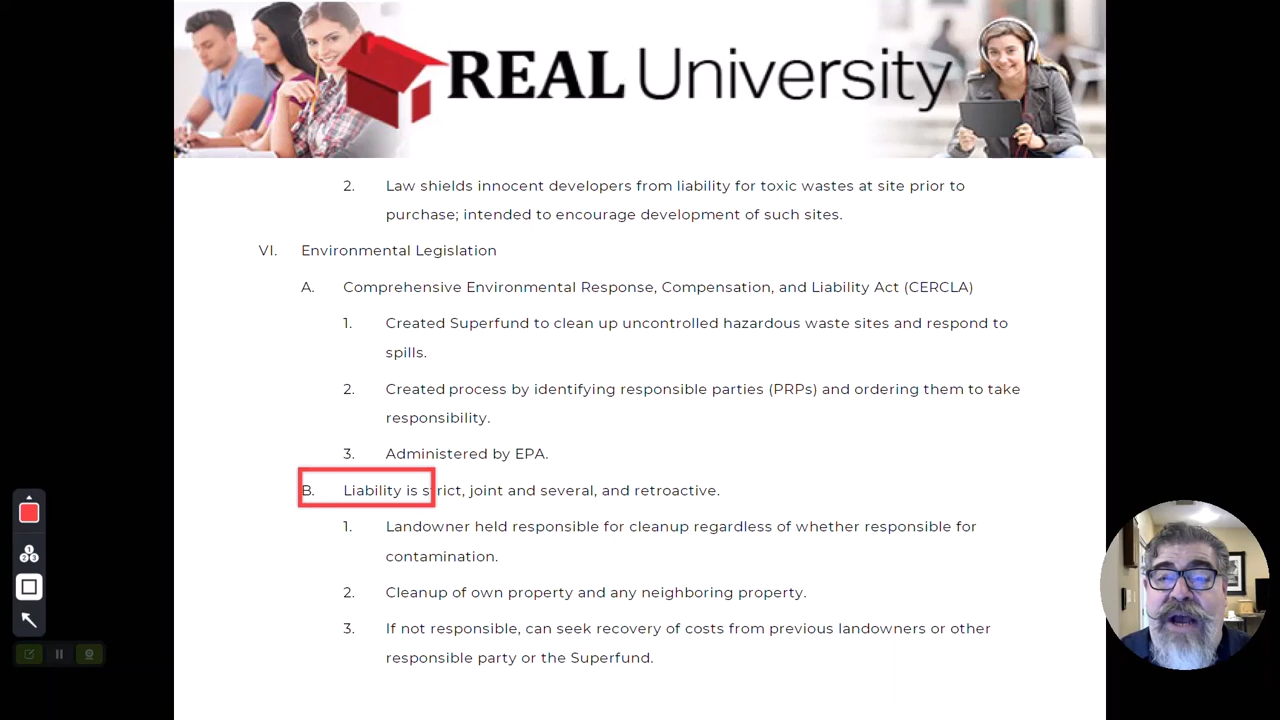 REAL University
2. Law shields innocent developers from liability for toxic wastes at site prior to
purchase; intended to encourage development of such sites.
VI. Environmental Legislation
A. Comprehensive Environmental Response, Compensation, and Liability Act (CERCLA)
1. Created Superfund to clean up uncontrolled hazardous waste sites and respond to
spills.
2. Created process by identifying responsible parties (PRPs) and ordering them to take
responsibility.
3. Administered by EPA.
B. Liability is strict, joint and several, and retroactive.
1. Landowner held responsible for cleanup regardless of whether responsible for
contamination.
2. Cleanup of own property and any neighboring property.
3. If not responsible, can seek recovery of costs from previous landowners or other
responsible party or the Superfund.